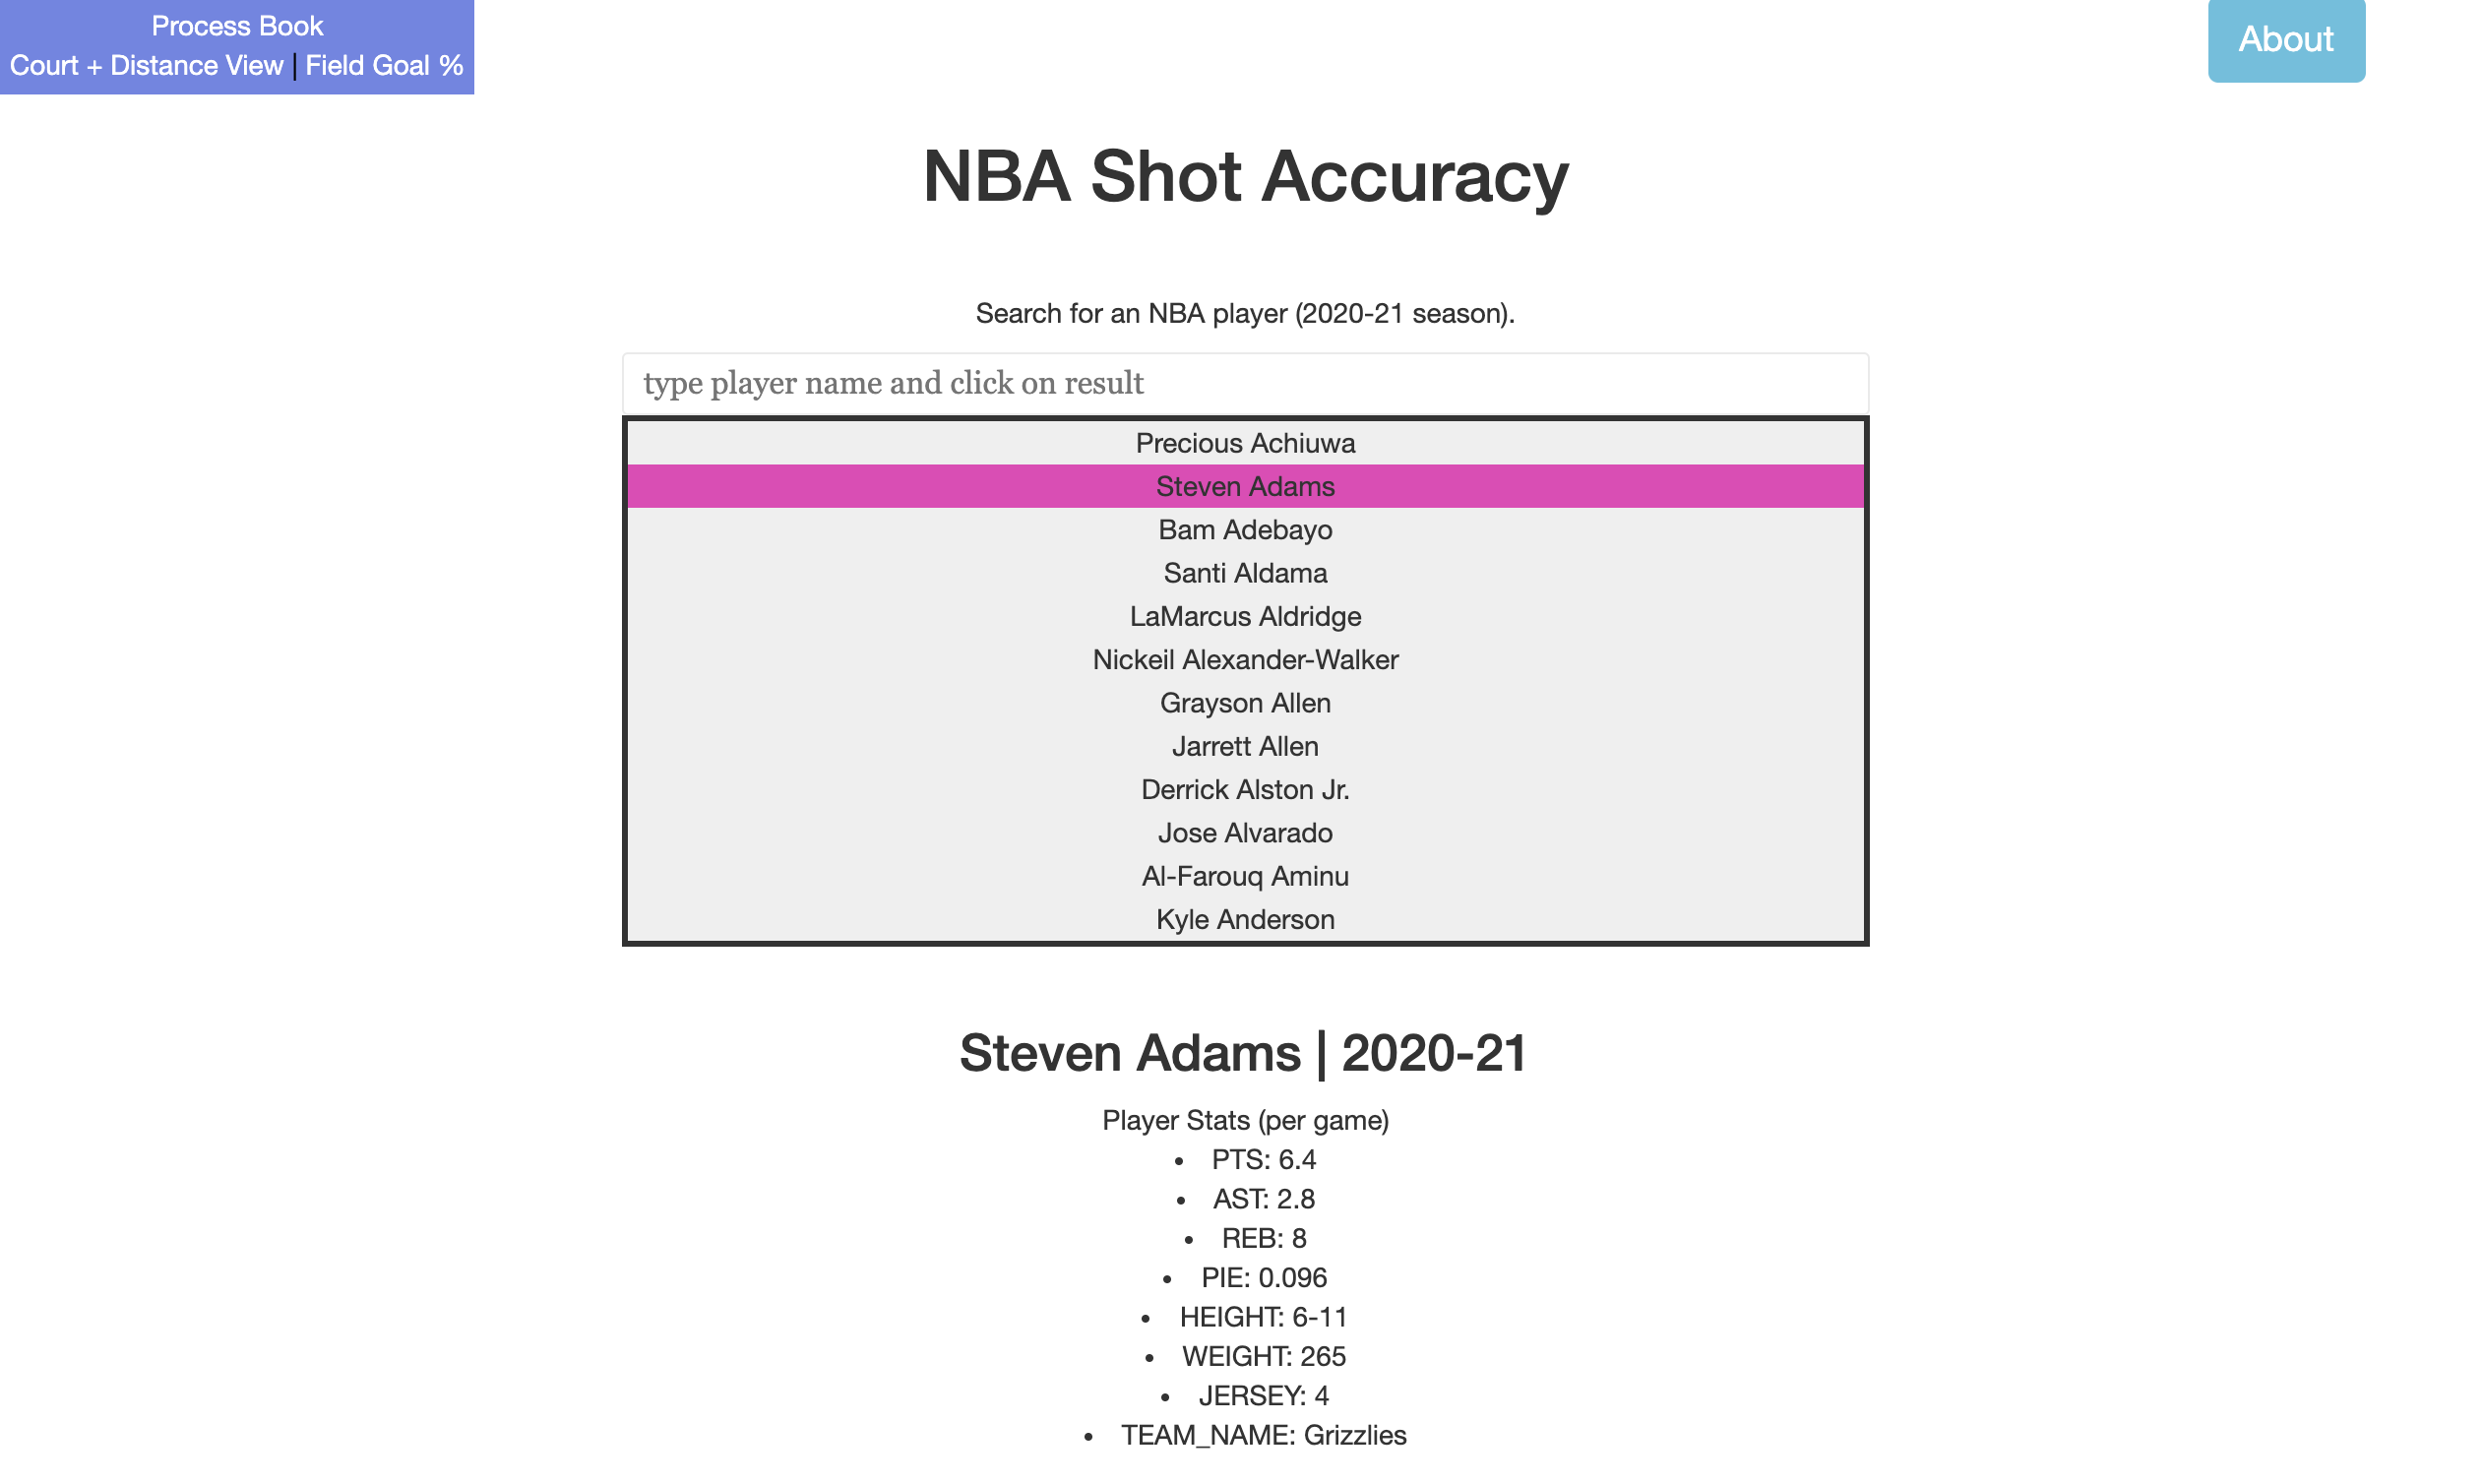 Process Book
Court + Distance View | Field Goal %
About
NBA Shot Accuracy
Search for an NBA player (2020-21 season).
type player name and click on result
Precious Achiuwa
Steven Adams
Bam Adebayo
Santi Aldama
LaMarcus Aldridge
Nickeil Alexander-Walker
Grayson Allen
Jarrett Allen
Derrick Alston Jr.
Jose Alvarado
Al-Farouq Aminu
Kyle Anderson
Steven Adams | 2020-21
Player Stats (per game)
• PTS: 6.4
• AST: 2.8
• REB: 8
• PIE: 0.096
• HEIGHT: 6-11
• WEIGHT: 265
• JERSEY: 4
• TEAM_NAME: Grizzlies